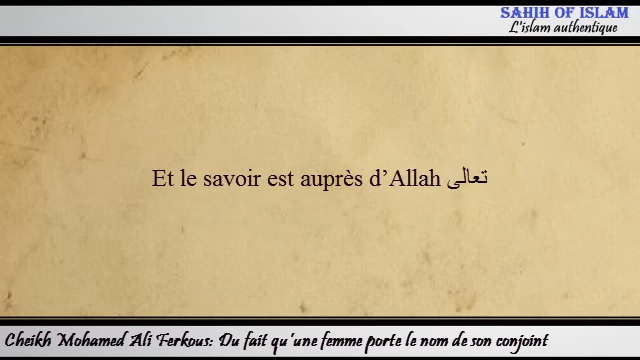 SAHIH OF ISLAM
L'islam authentique
Et le savoir est auprès d’Allah تعالى
Cheikh Mohamed Ali Ferkous: Du fait qu'une femme porte le nom de son conjoint